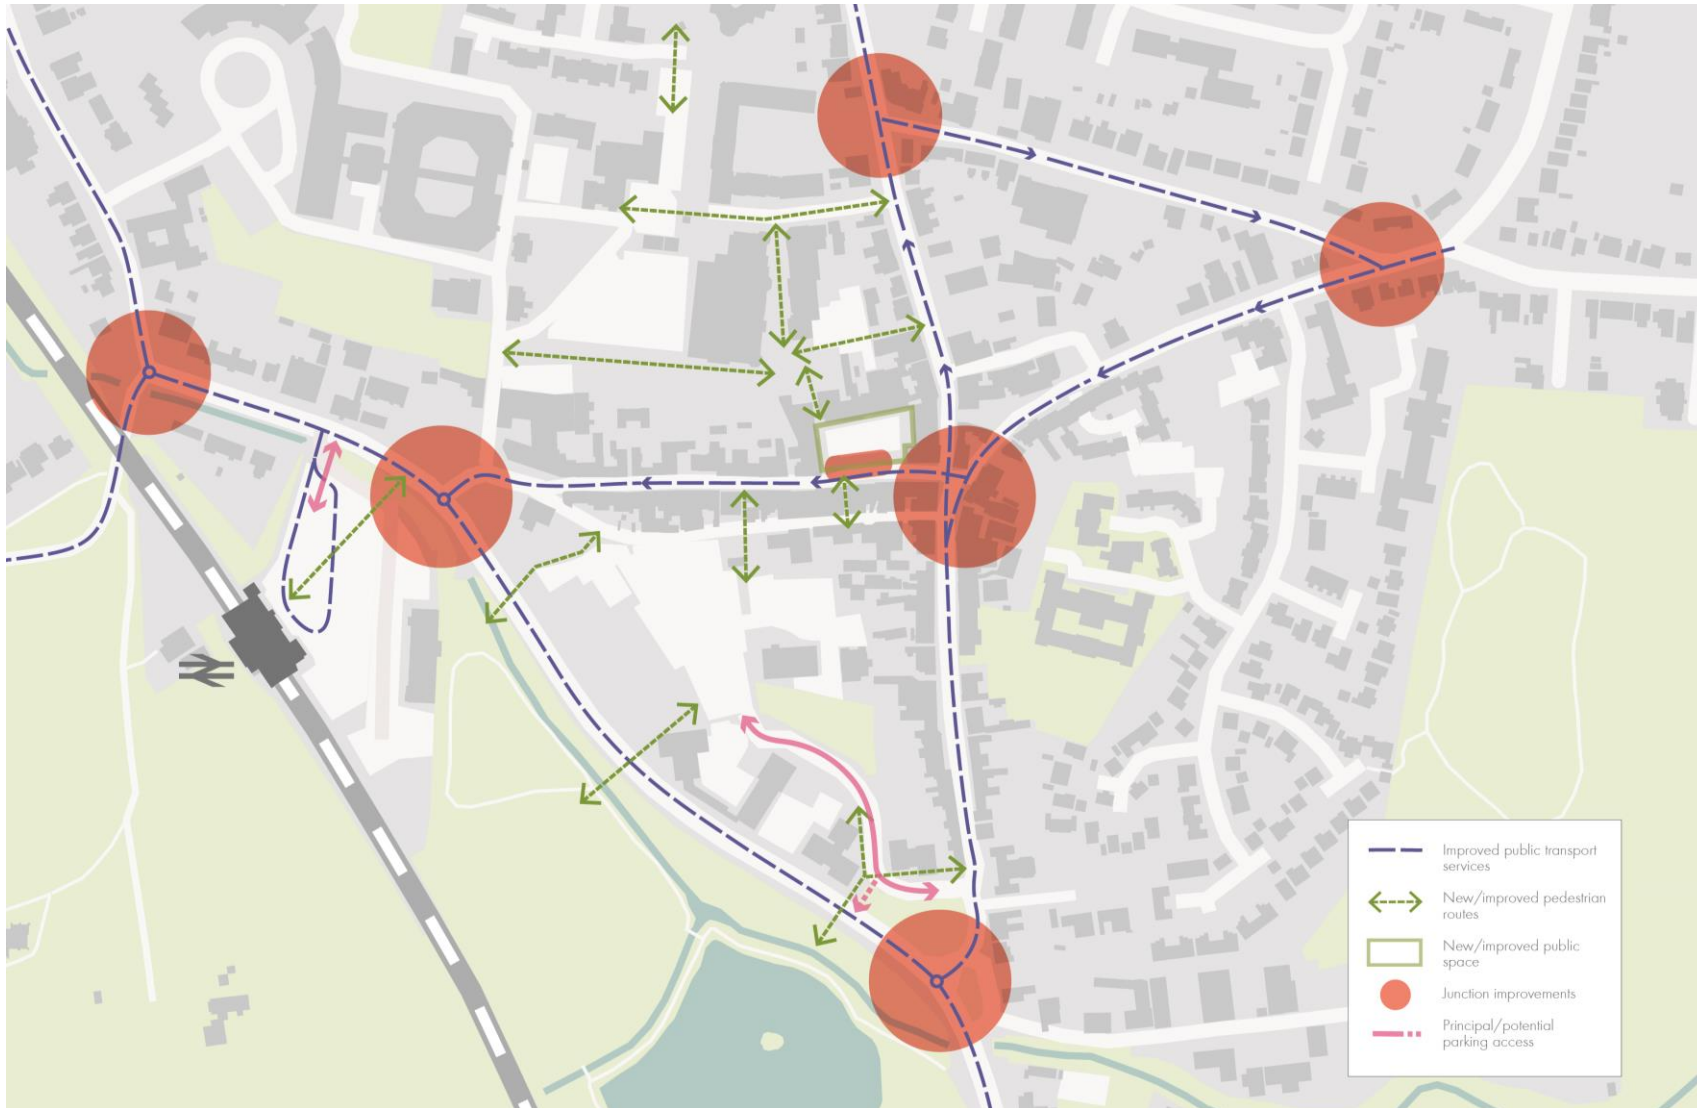 Improved public transport
services
New/improved pedestrian
routes
New/improved public
space
Junction improvements
Principal/potential
parking access